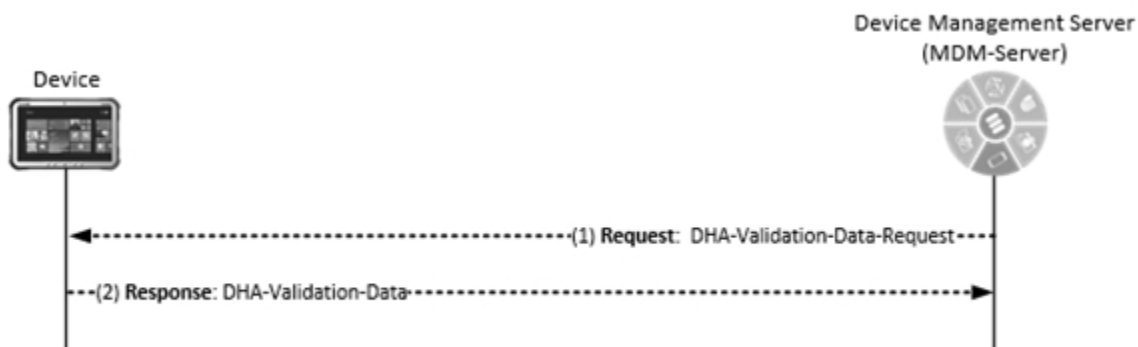 Device Management Server
(MDM-Server)
Device
(1) Request: DHA-Validation-Data-Request
(2) Response: DHA-Validation-Data